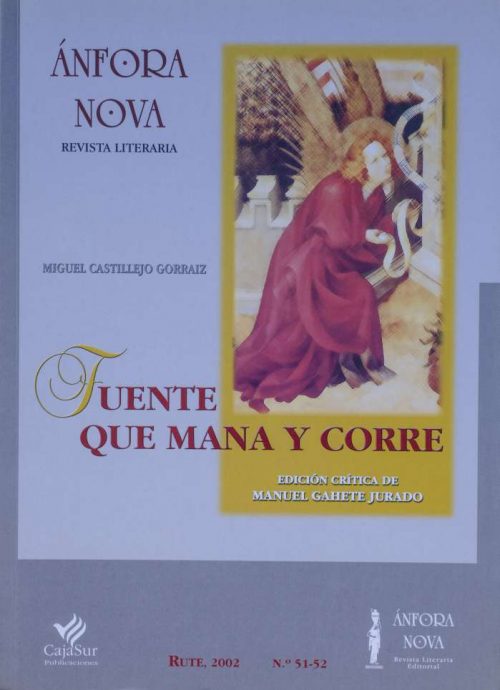 ÁNFORA
NOVA
REVISTA LITERARIA
MIGUEL CASTILLEJO GORRAIZ
FUENTE
QUE MANA Y CORRE
EDICIÓN CRÍTICA DE
MANUEL GAHETE JURADO
CajaSur
Publicaciones
RUTE, 2002 N.º 51-52
ÁNFORA
NOVA
Revista Literaria
Editorial